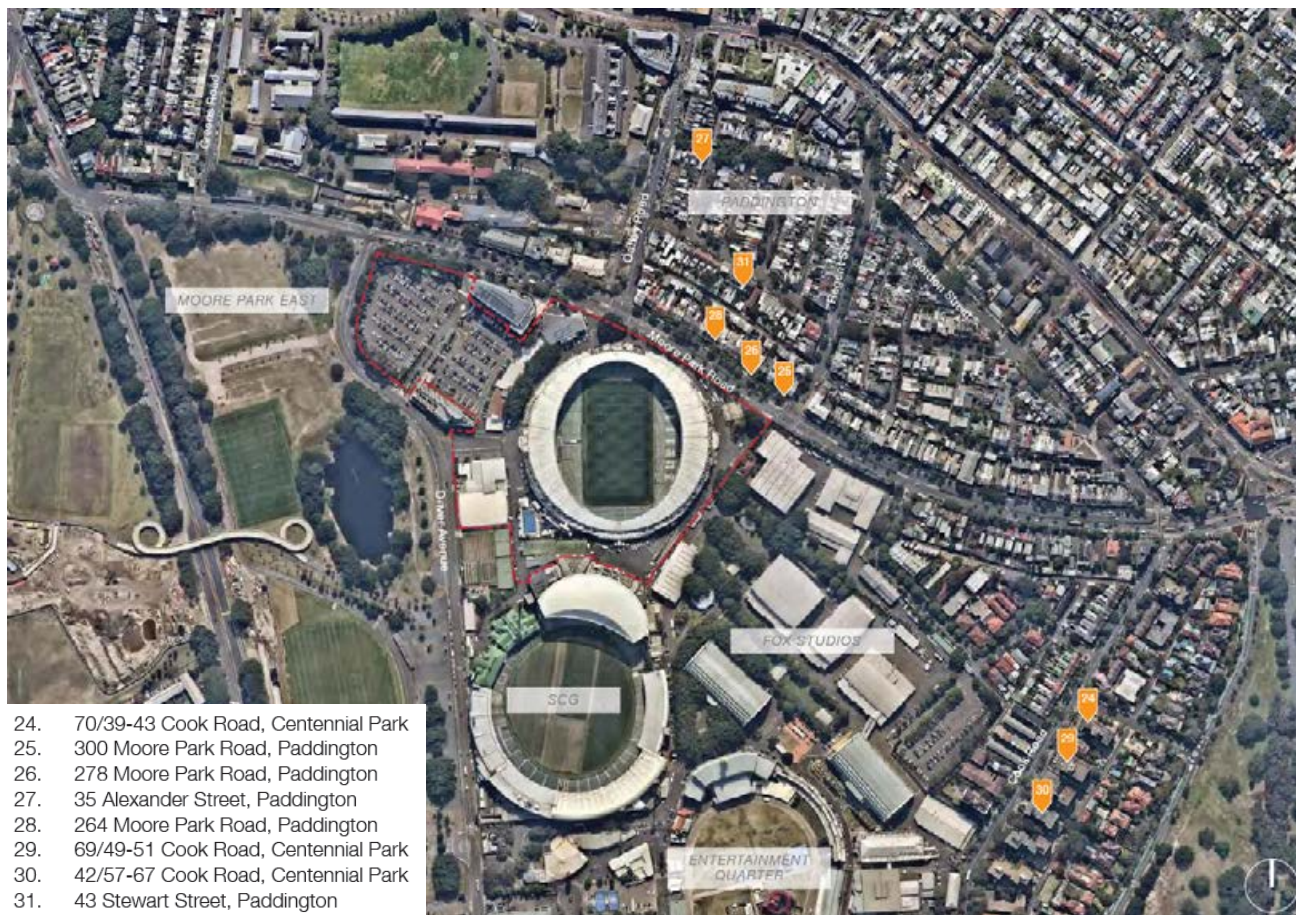 27
PADDINGTON
Oatley Road
31
MOORE PARK EAST
28
Moore Park Road
26
25
Driver Avenue
FOX STUDIOS
SCG
24
29
Cook Road
30
ENTERTAINMENT
QUARTER
24. 70/39-43 Cook Road, Centennial Park
25. 300 Moore Park Road, Paddington
26. 278 Moore Park Road, Paddington
27. 35 Alexander Street, Paddington
28. 264 Moore Park Road, Paddington
29. 69/49-51 Cook Road, Centennial Park
30. 42/57-67 Cook Road, Centennial Park
31. 43 Stewart Street, Paddington